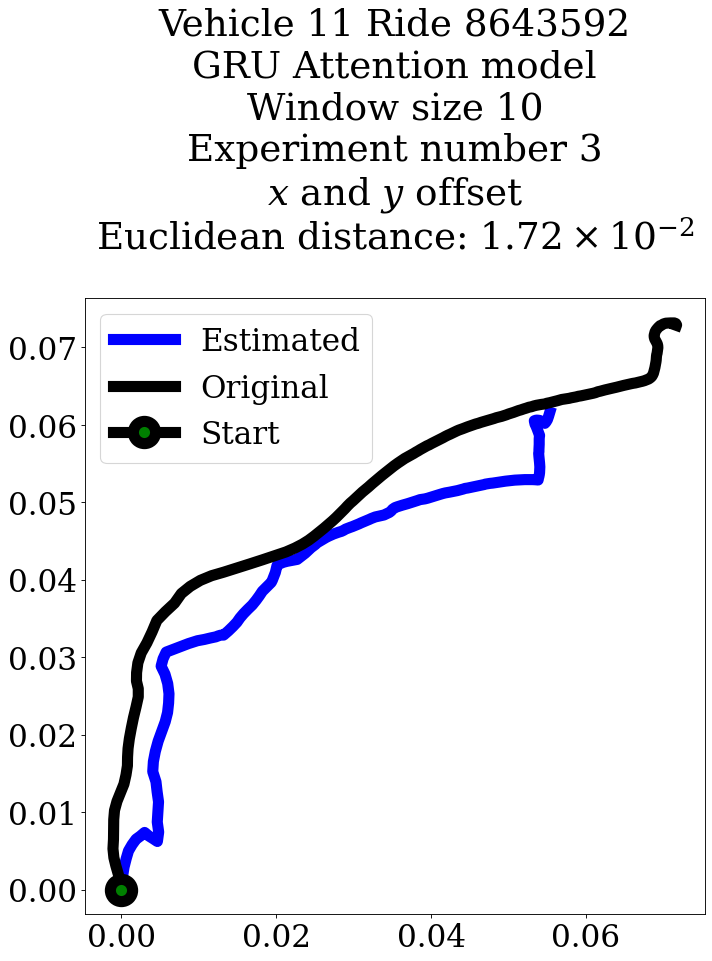 Vehicle 11 Ride 8643592
GRU Attention model
Window size 10
Experiment number 3
x and y offset
Euclidean distance: 1.72 × 10⁻²
Estimated
Original
Start
0.07
0.06
0.05
0.04
0.03
0.02
0.01
0.00
0.00 0.02 0.04 0.06